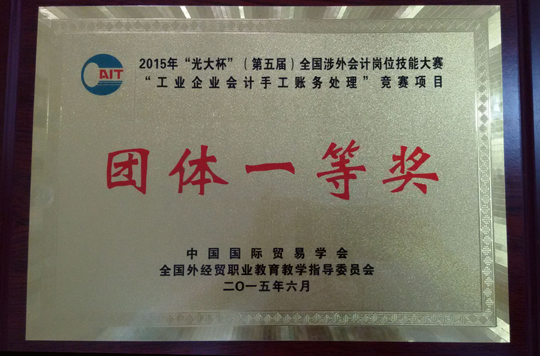 AIT
2015年“光大杯”（第五届）全国涉外会计岗位技能大赛
“工业企业会计手工账务处理”竞赛项目
团体一等奖
中国国际贸易学会
全国外经贸职业教育教学指导委员会
二〇一五年六月